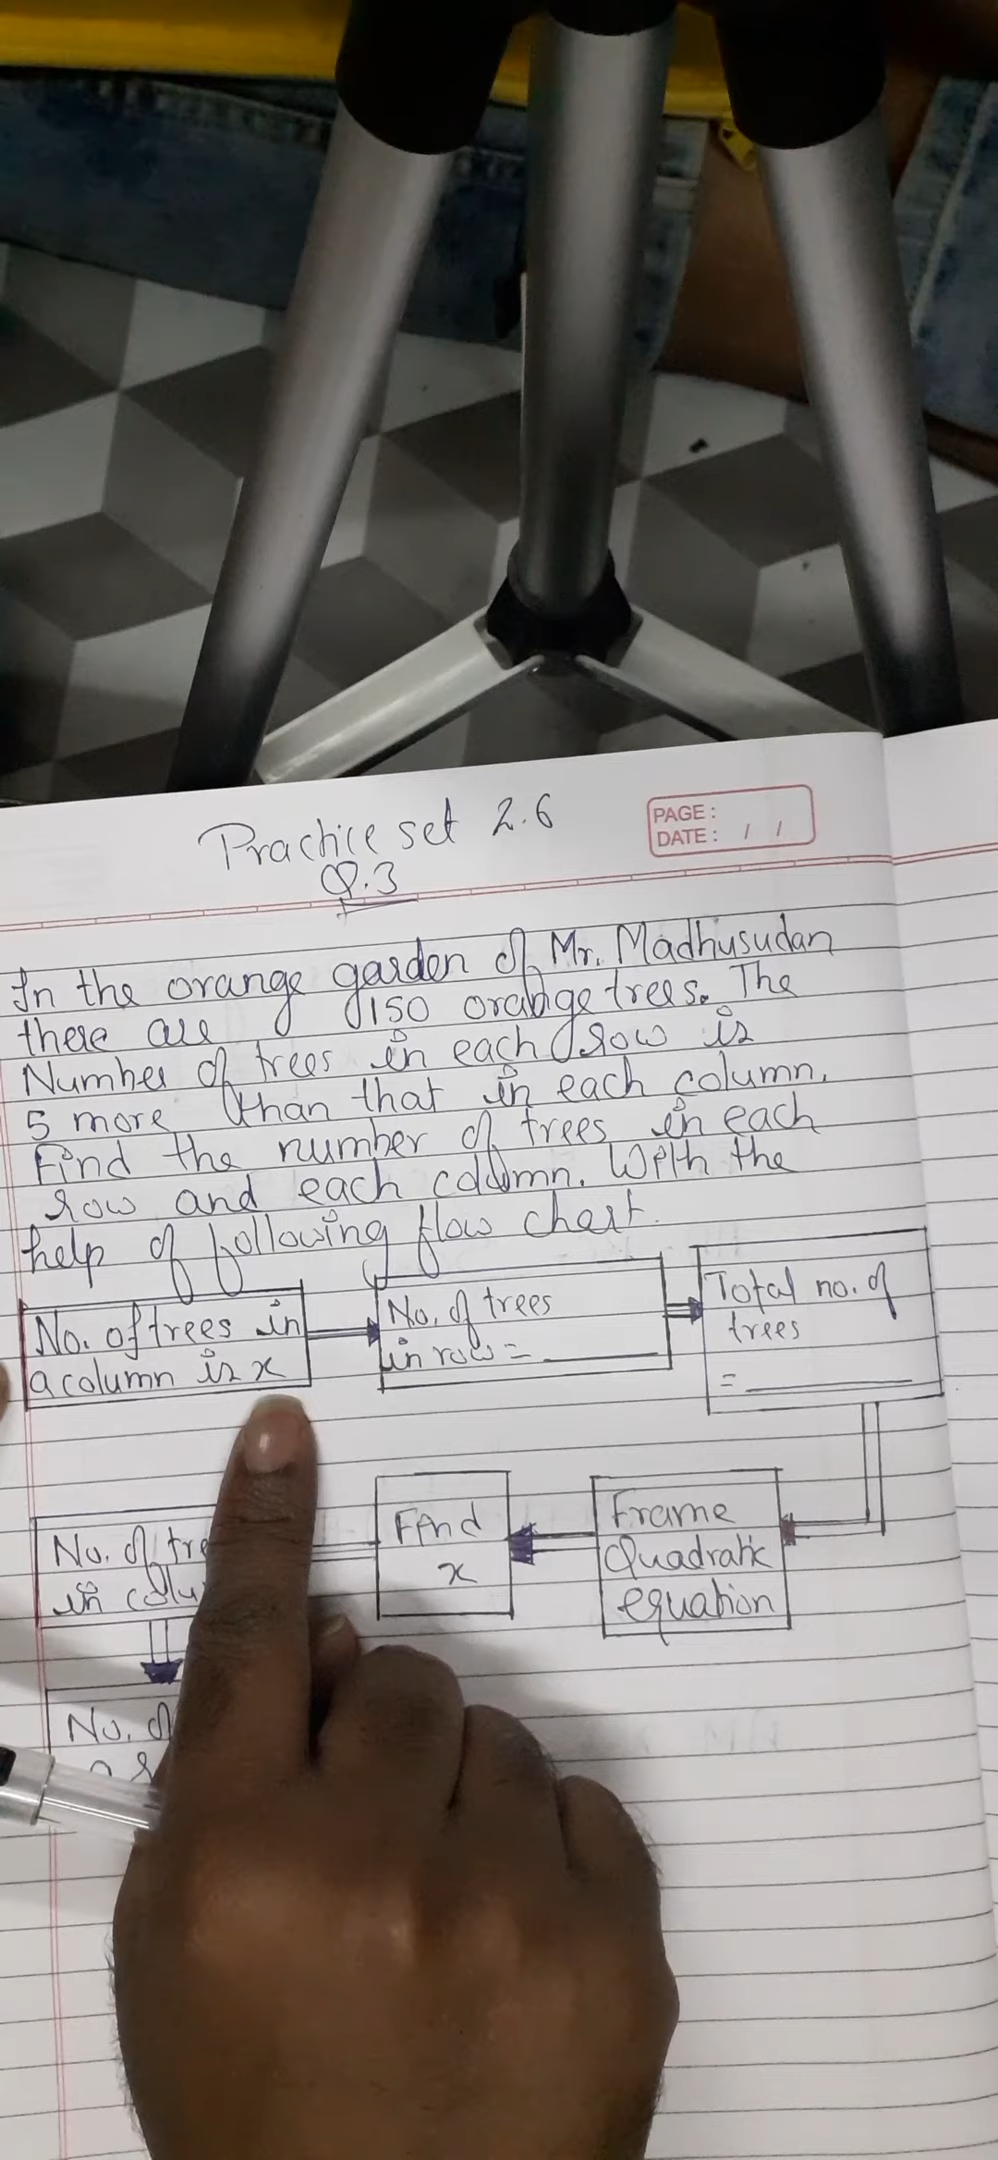 Practice set 2.6
PAGE:
DATE: / /
Q.3
In the orange garden of Mr. Madhusudan
there are 150 orange trees. The
Number of trees in each row is
5 more than that in each column.
Find the number of trees in each
row and each column. With the
help of following flow chart.
No. of trees in
a column is x
No. of trees
in row =
Total no. of
trees
=
Frame
Quadratic
equation
Find
x
No. of
in
No. of